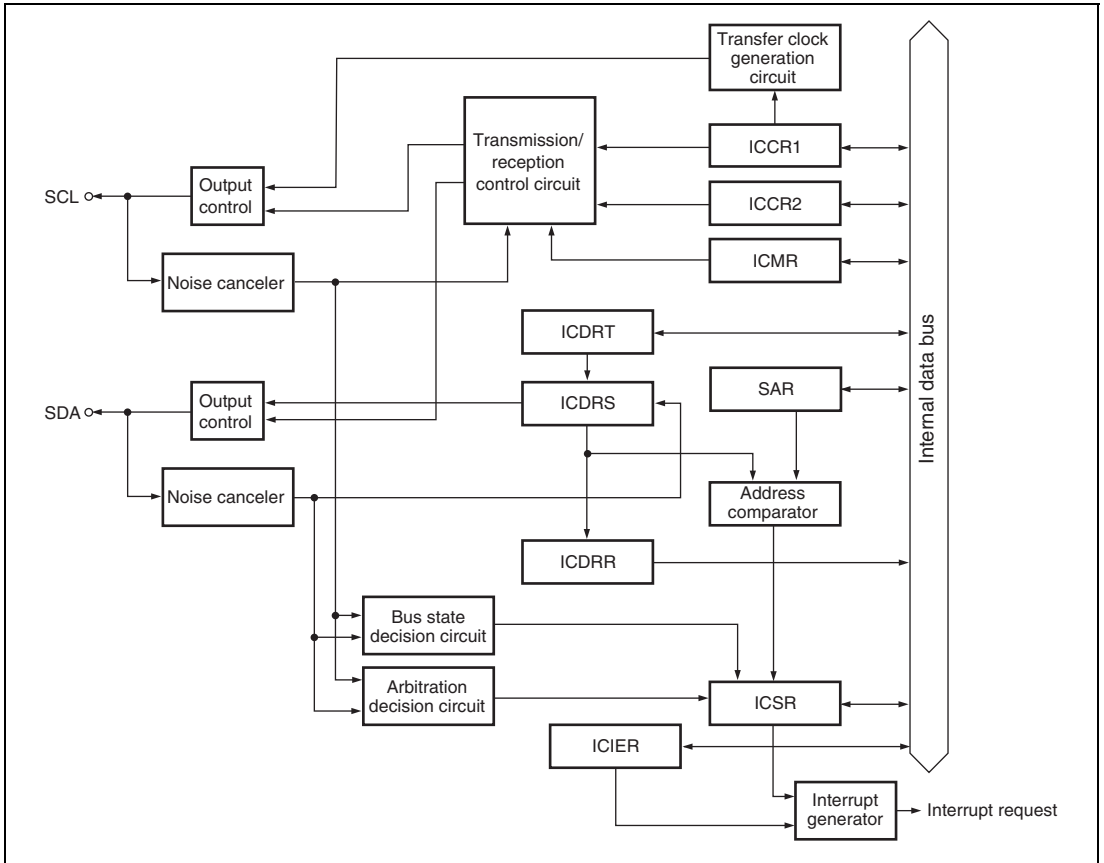 Transfer clock
generation
circuit
Transmission/
reception
control circuit
ICCR1
SCL
Output
control
ICCR2
ICMR
Noise canceler
ICDRT
Internal data bus
SDA
Output
control
ICDRS
SAR
Noise canceler
Address
comparator
ICDRR
Bus state
decision circuit
Arbitration
decision circuit
ICSR
ICIER
Interrupt
generator
Interrupt request